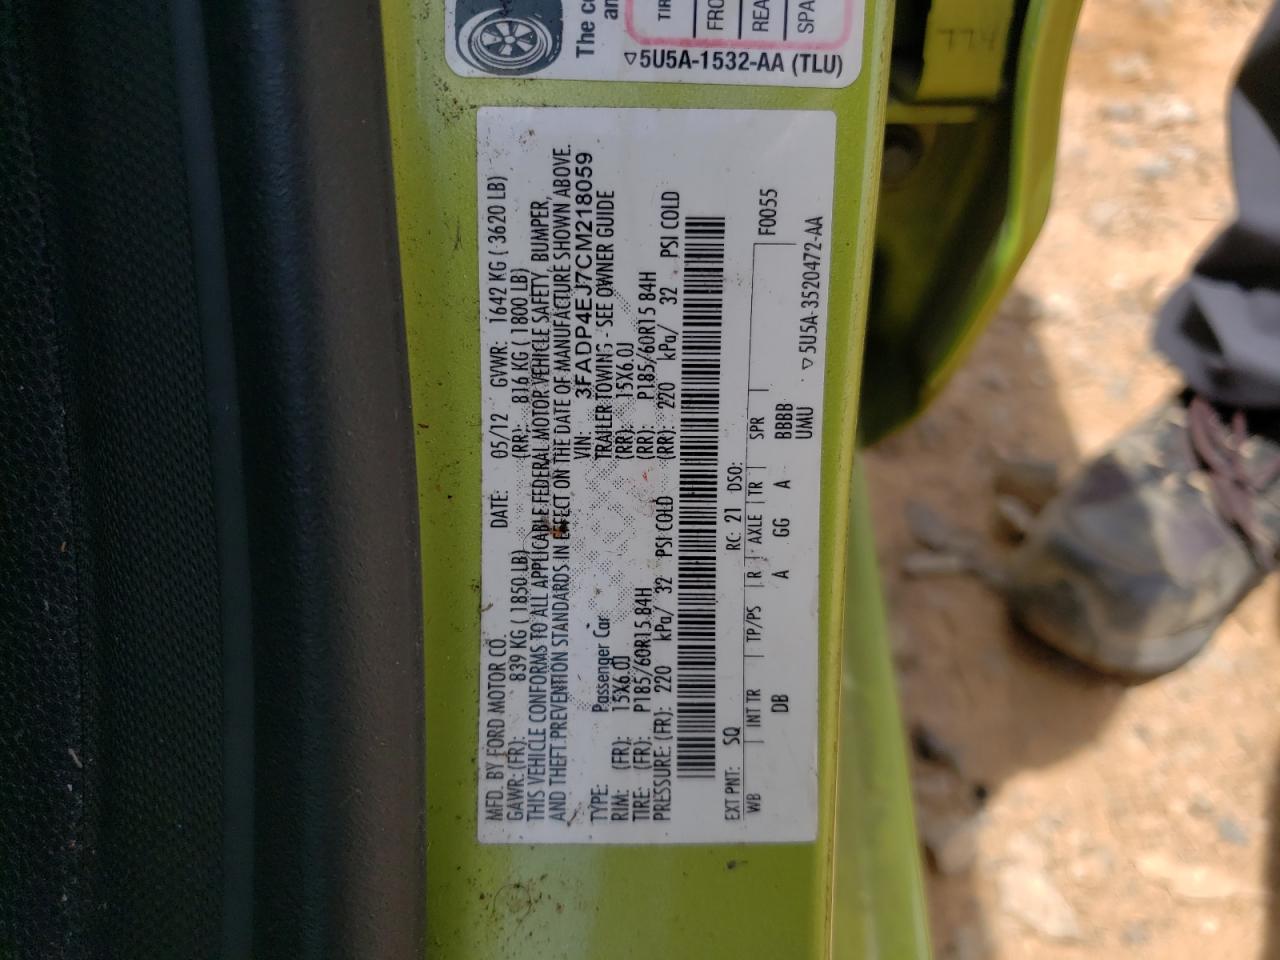 The co
an
TIR
FRO
REA
SPA
▽5U5A-1532-AA (TLU)
MFD. BY FORD MOTOR CO. DATE: 05/12 GVWR: 1642 KG ( 3620 LB)
GAWR: (FR): 839 KG ( 1850 LB) (RR): 816 KG ( 1800 LB)
THIS VEHICLE CONFORMS TO ALL APPLICABLE FEDERAL MOTOR VEHICLE SAFETY, BUMPER,
AND THEFT PREVENTION STANDARDS IN EFFECT ON THE DATE OF MANUFACTURE SHOWN ABOVE.
VIN: 3FADP4EJ7CM218059
TYPE: Passenger Car TRAILER TOWING - SEE OWNER GUIDE
RIM: (FR): 15X6.0J (RR): 15X6.0J
TIRE: (FR): P185/60R15 84H (RR): P185/60R15 84H
PRESSURE: (FR): 220 kPa/ 32 PSI COLD (RR): 220 kPa/ 32 PSI COLD
EXT PNT: SQ RC: 21 DSO: F0055
WB INT TR TP/PS R AXLE TR SPR
DB A GG A BBBB
UMU
▽5U5A-3520472-AA